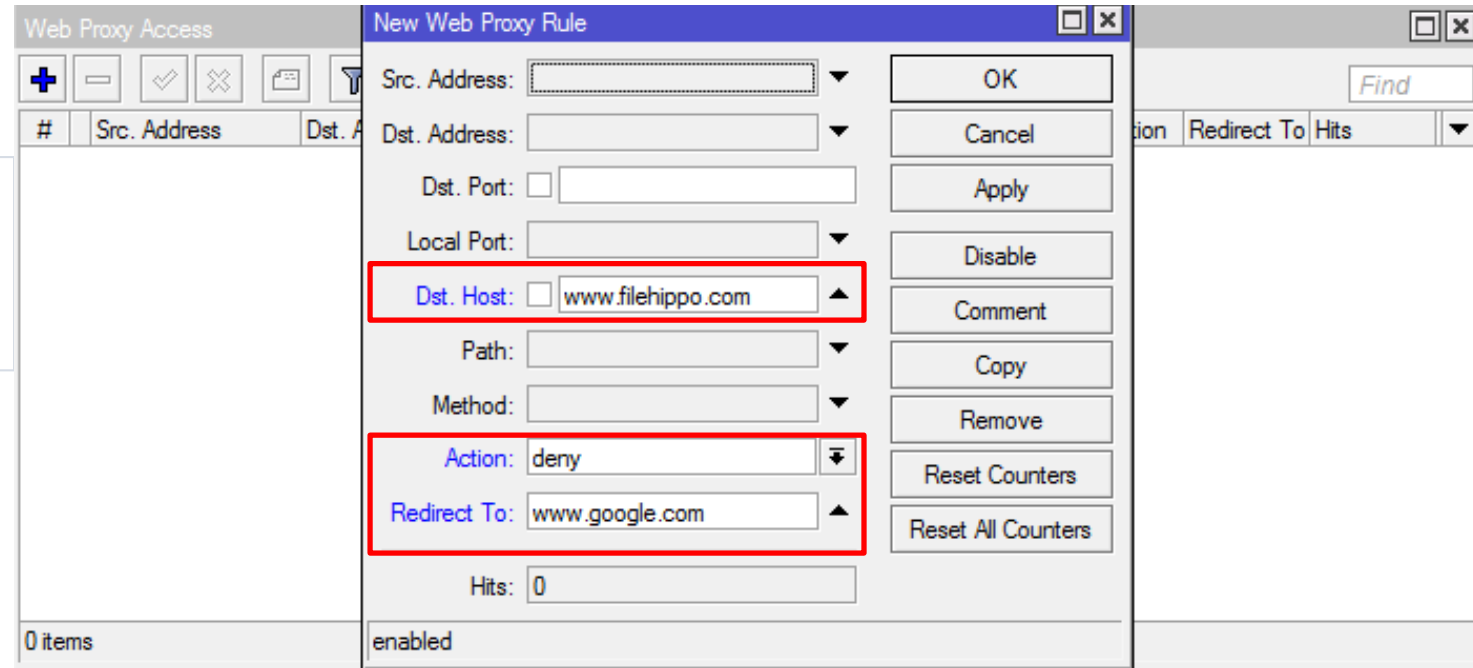 Web Proxy Access
Find
# Src. Address Dst. A tion Redirect To Hits
0 items
New Web Proxy Rule
Src. Address:
Dst. Address:
Dst. Port:
Local Port:
Dst. Host: www.filehippo.com
Path:
Method:
Action: deny
Redirect To: www.google.com
Hits: 0
enabled
OK
Cancel
Apply
Disable
Comment
Copy
Remove
Reset Counters
Reset All Counters